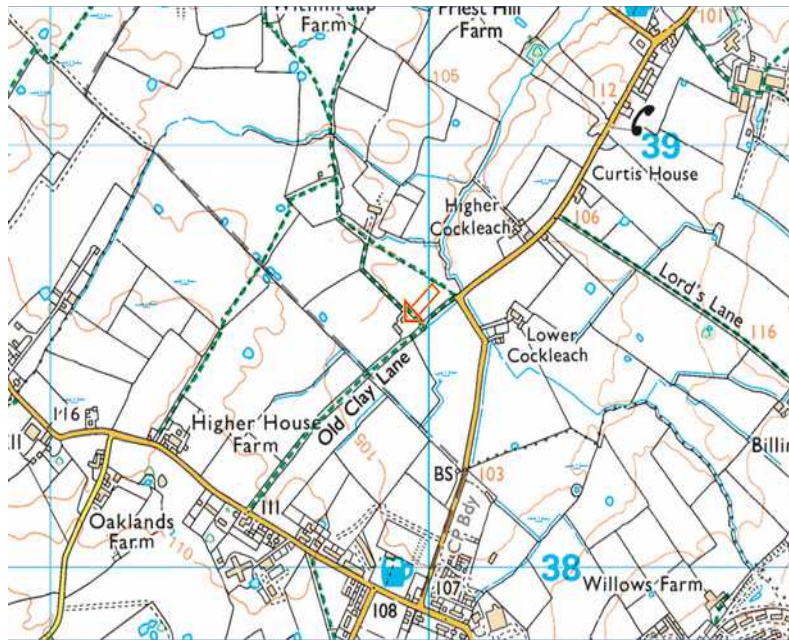 Farm
Priest Hill
Farm
101
105
112
39
Curtis House
Higher
Cockleach
106
Lord's Lane
116
Lower
Cockleach
Old Clay Lane
116
Higher House
Farm
105
BS
103
CP Bdy
111
Oaklands
Farm
110
38
Willows Farm
107
108